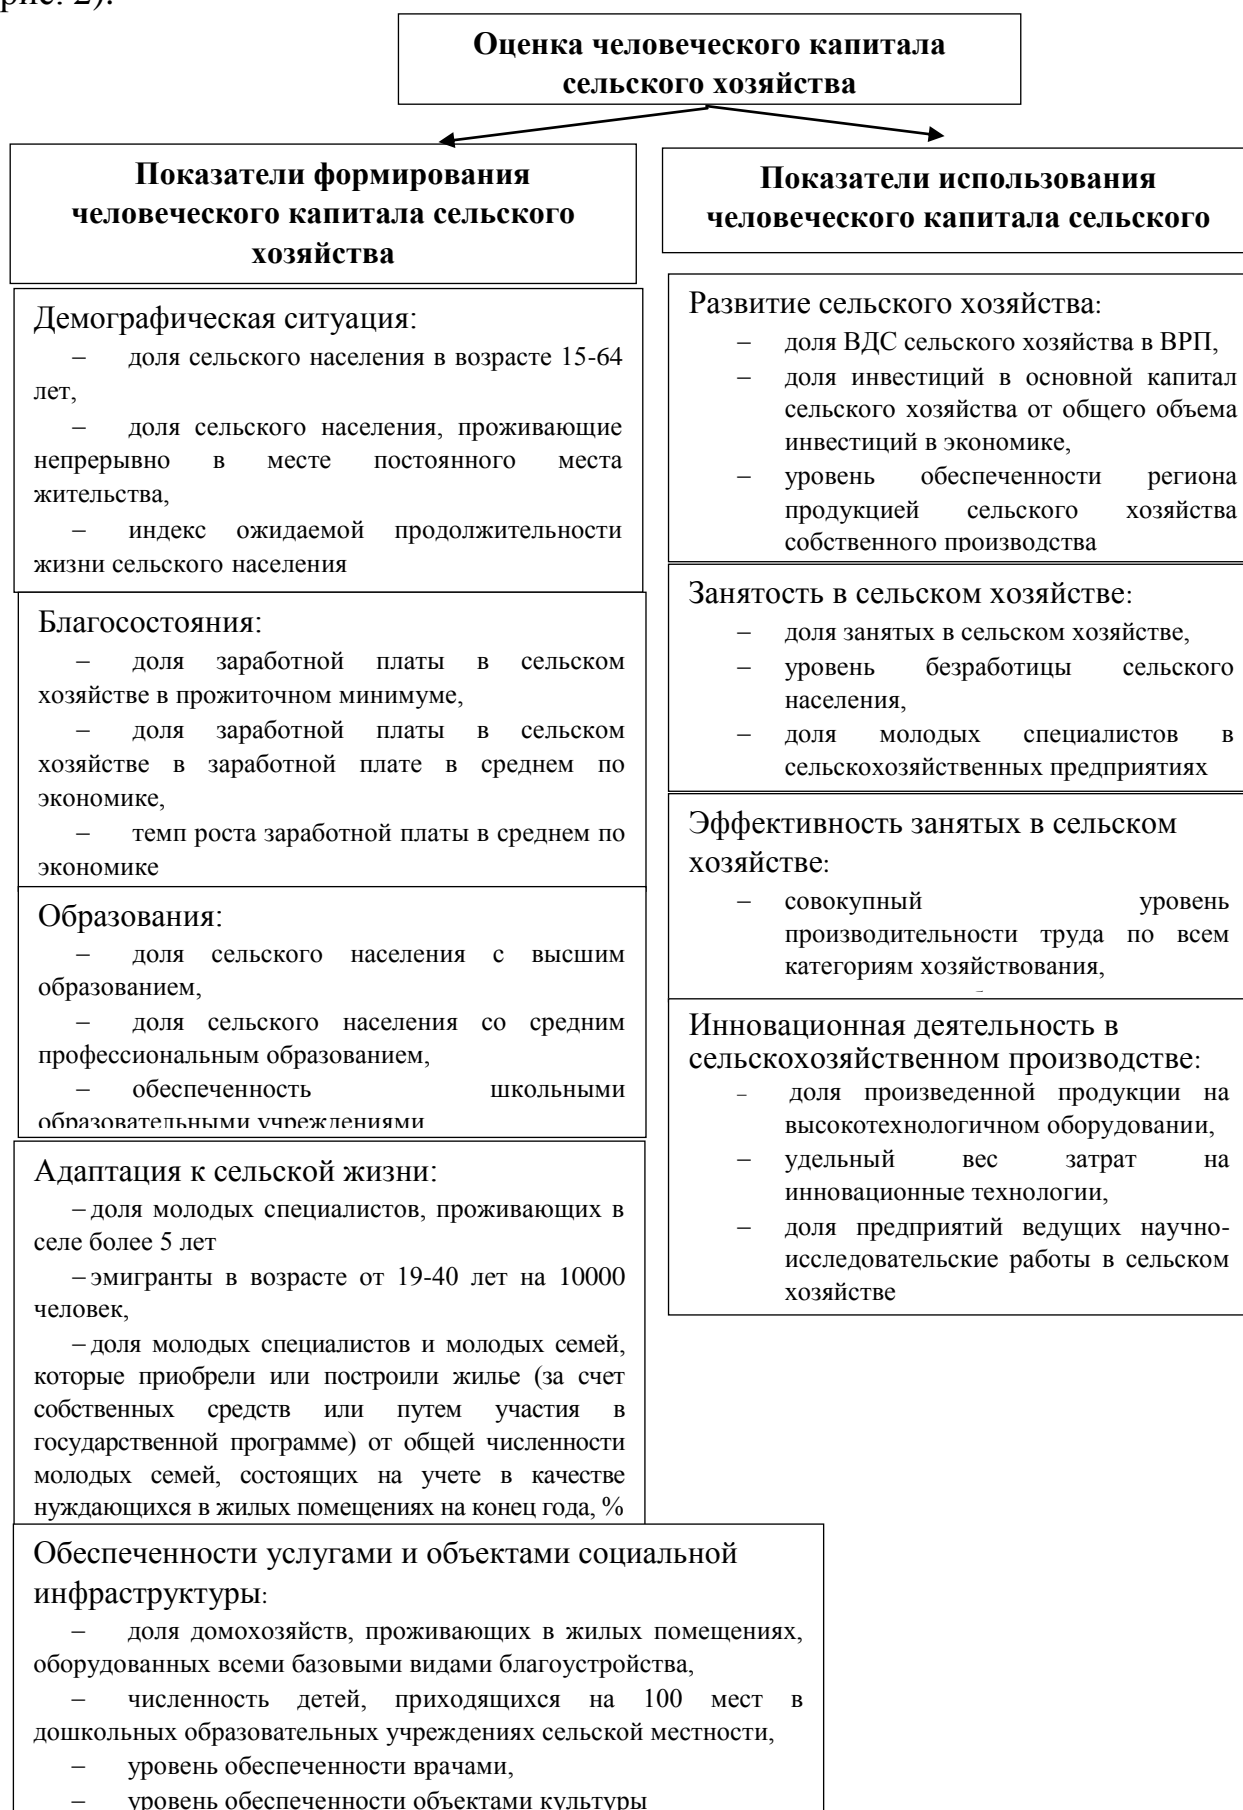 рис. 2).
Оценка человеческого капитала
сельского хозяйства
Показатели формирования
человеческого капитала сельского
хозяйства
Демографическая ситуация:
– доля сельского населения в возрасте 15-64
лет,
– доля сельского населения, проживающие
непрерывно в месте постоянного места
жительства,
– индекс ожидаемой продолжительности
жизни сельского населения
Благосостояния:
– доля заработной платы в сельском
хозяйстве в прожиточном минимуме,
– доля заработной платы в сельском
хозяйстве в заработной плате в среднем по
экономике,
– темп роста заработной платы в среднем по
экономике
Образования:
– доля сельского населения с высшим
образованием,
– доля сельского населения со средним
профессиональным образованием,
– обеспеченность школьными
образовательными учреждениями
Адаптация к сельской жизни:
– доля молодых специалистов, проживающих в
селе более 5 лет
– эмигранты в возрасте от 19-40 лет на 10000
человек,
– доля молодых специалистов и молодых семей,
которые приобрели или построили жилье (за счет
собственных средств или путем участия в
государственной программе) от общей численности
молодых семей, состоящих на учете в качестве
нуждающихся в жилых помещениях на конец года, %
Обеспеченности услугами и объектами социальной
инфраструктуры:
– доля домохозяйств, проживающих в жилых помещениях,
оборудованных всеми базовыми видами благоустройства,
– численность детей, приходящихся на 100 мест в
дошкольных образовательных учреждениях сельской местности,
– уровень обеспеченности врачами,
– уровень обеспеченности объектами культуры
Показатели использования
человеческого капитала сельского
Развитие сельского хозяйства:
– доля ВДС сельского хозяйства в ВРП,
– доля инвестиций в основной капитал
сельского хозяйства от общего объема
инвестиций в экономике,
– уровень обеспеченности региона
продукцией сельского хозяйства
собственного производства
Занятость в сельском хозяйстве:
– доля занятых в сельском хозяйстве,
– уровень безработицы сельского
населения,
– доля молодых специалистов в
сельскохозяйственных предприятиях
Эффективность занятых в сельском
хозяйстве:
– совокупный уровень
производительности труда по всем
категориям хозяйствования,
Инновационная деятельность в
сельскохозяйственном производстве:
– доля произведенной продукции на
высокотехнологичном оборудовании,
– удельный вес затрат на
инновационные технологии,
– доля предприятий ведущих научно-
исследовательские работы в сельском
хозяйстве